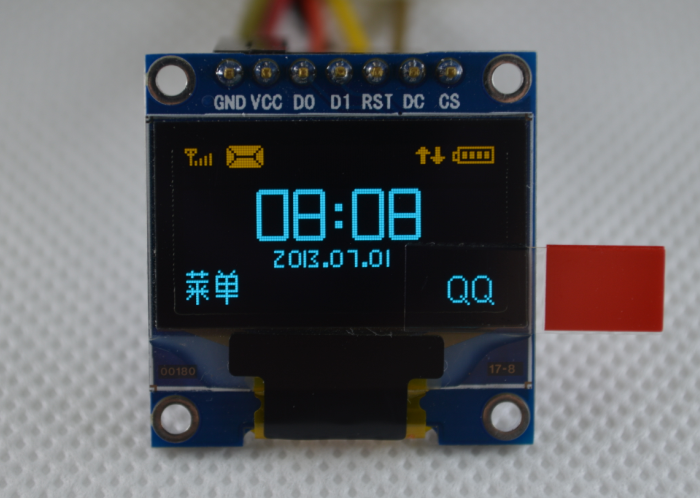 GND VCC D0 D1 RST DC CS
08:08
2013.07.01
菜单 QQ
00180 17-8